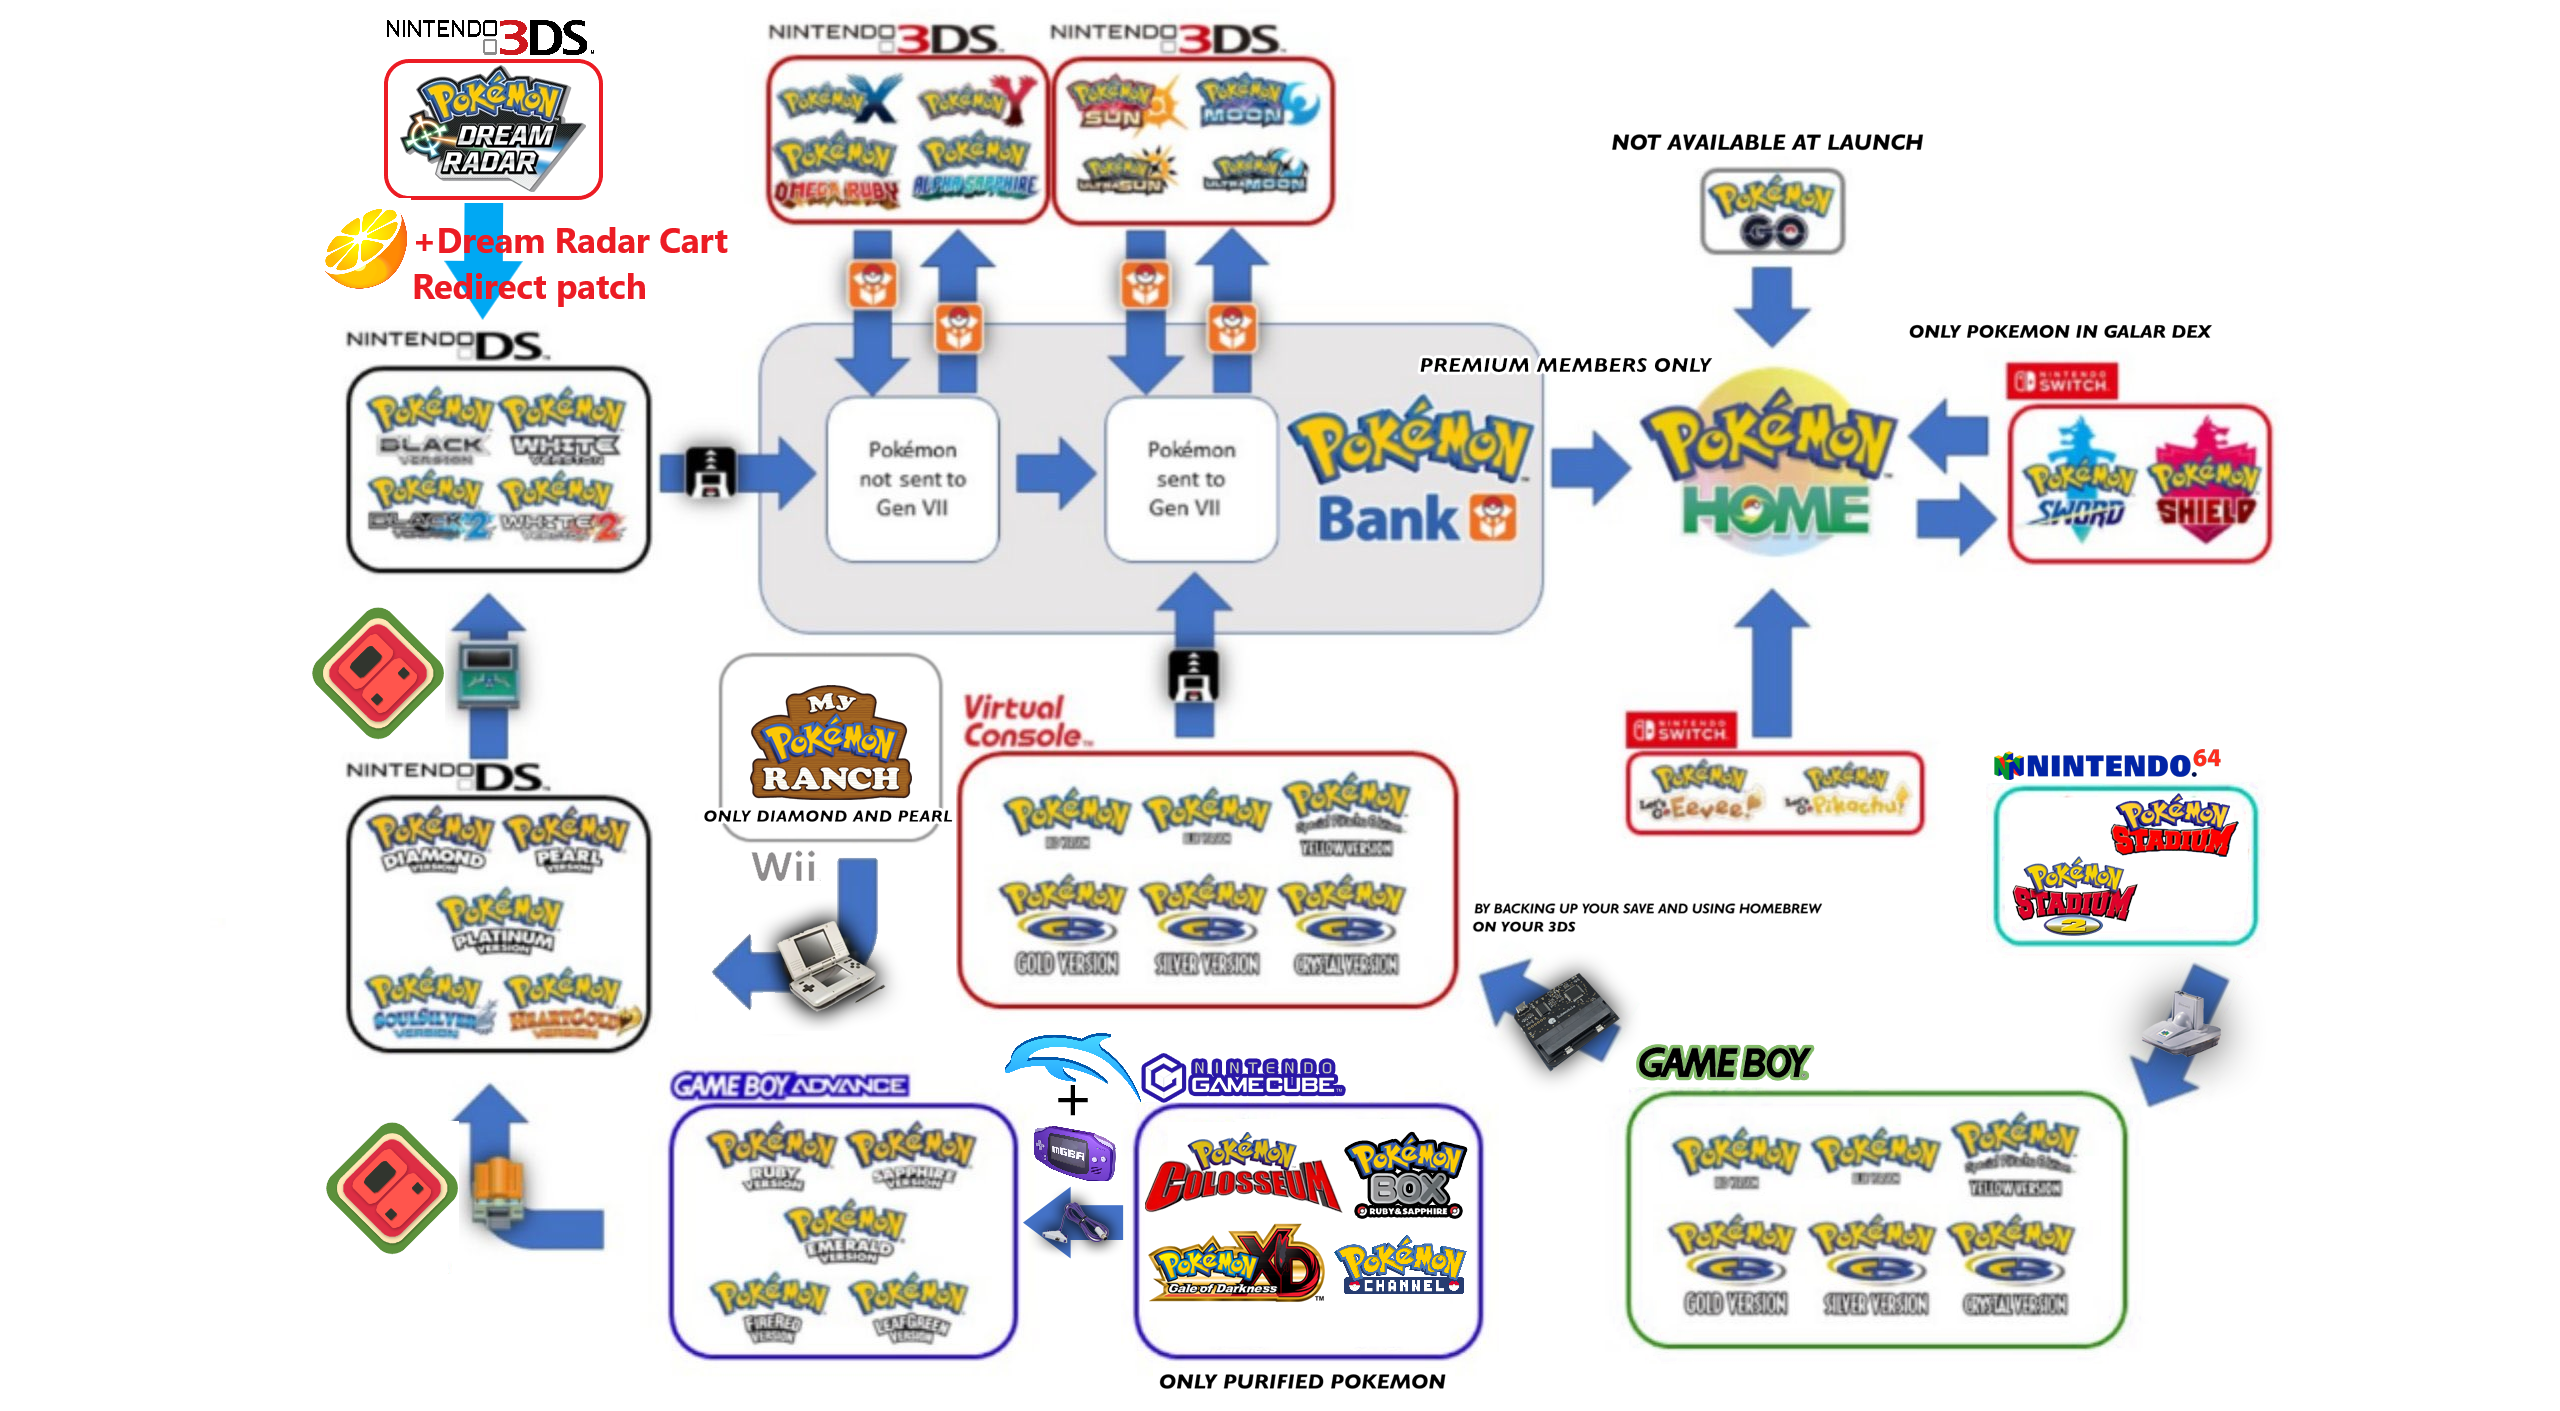 NINTENDO 3DS
POKéMON
DREAM
RADAR
+Dream Radar Cart
Redirect patch
NINTENDO 3DS
POKéMON X
POKéMON Y
POKéMON
OMEGA RUBY
POKéMON
ALPHA SAPPHIRE
NINTENDO 3DS
POKéMON
SUN
POKéMON
MOON
POKéMON
ULTRA SUN
POKéMON
ULTRA MOON
NOT AVAILABLE AT LAUNCH
POKéMON
GO
ONLY POKEMON IN GALAR DEX
NINTENDO
SWITCH
POKéMON
SWORD
POKéMON
SHIELD
PREMIUM MEMBERS ONLY
POKéMON
HOME
POKéMON
Bank
Pokémon
not sent to
Gen VII
Pokémon
sent to
Gen VII
NINTENDO DS
POKéMON
BLACK
VERSION
POKéMON
WHITE
VERSION
POKéMON
BLACK 2
VERSION
POKéMON
WHITE 2
VERSION
NINTENDO DS
POKéMON
DIAMOND
VERSION
POKéMON
PEARL
VERSION
POKéMON
PLATINUM
VERSION
POKéMON
SOULSILVER
VERSION
POKéMON
HEARTGOLD
VERSION
MY
POKéMON
RANCH
ONLY DIAMOND AND PEARL
Wii
Virtual
Console
POKéMON
POKéMON
POKéMON
Special Pikachu Edition
YELLOW VERSION
POKéMON
GOLD VERSION
POKéMON
SILVER VERSION
POKéMON
CRYSTAL VERSION
NINTENDO
SWITCH
POKéMON
Let's Go Eevee!
POKéMON
Let's Go Pikachu!
NINTENDO 64
POKéMON
STADIUM
POKéMON
STADIUM
2
BY BACKING UP YOUR SAVE AND USING HOMEBREW
ON YOUR 3DS
GAME BOY ADVANCE
POKéMON
RUBY
VERSION
POKéMON
SAPPHIRE
VERSION
POKéMON
EMERALD
VERSION
POKéMON
FIRERED
VERSION
POKéMON
LEAFGREEN
VERSION
+
mGBA
NINTENDO
GAMECUBE
POKéMON
COLOSSEUM
POKéMON
BOX
RUBY&SAPPHIRE
POKéMON XD
Gale of Darkness
POKéMON
CHANNEL
ONLY PURIFIED POKEMON
GAME BOY
POKéMON
POKéMON
POKéMON
Special Pikachu Edition
YELLOW VERSION
POKéMON
GOLD VERSION
POKéMON
SILVER VERSION
POKéMON
CRYSTAL VERSION